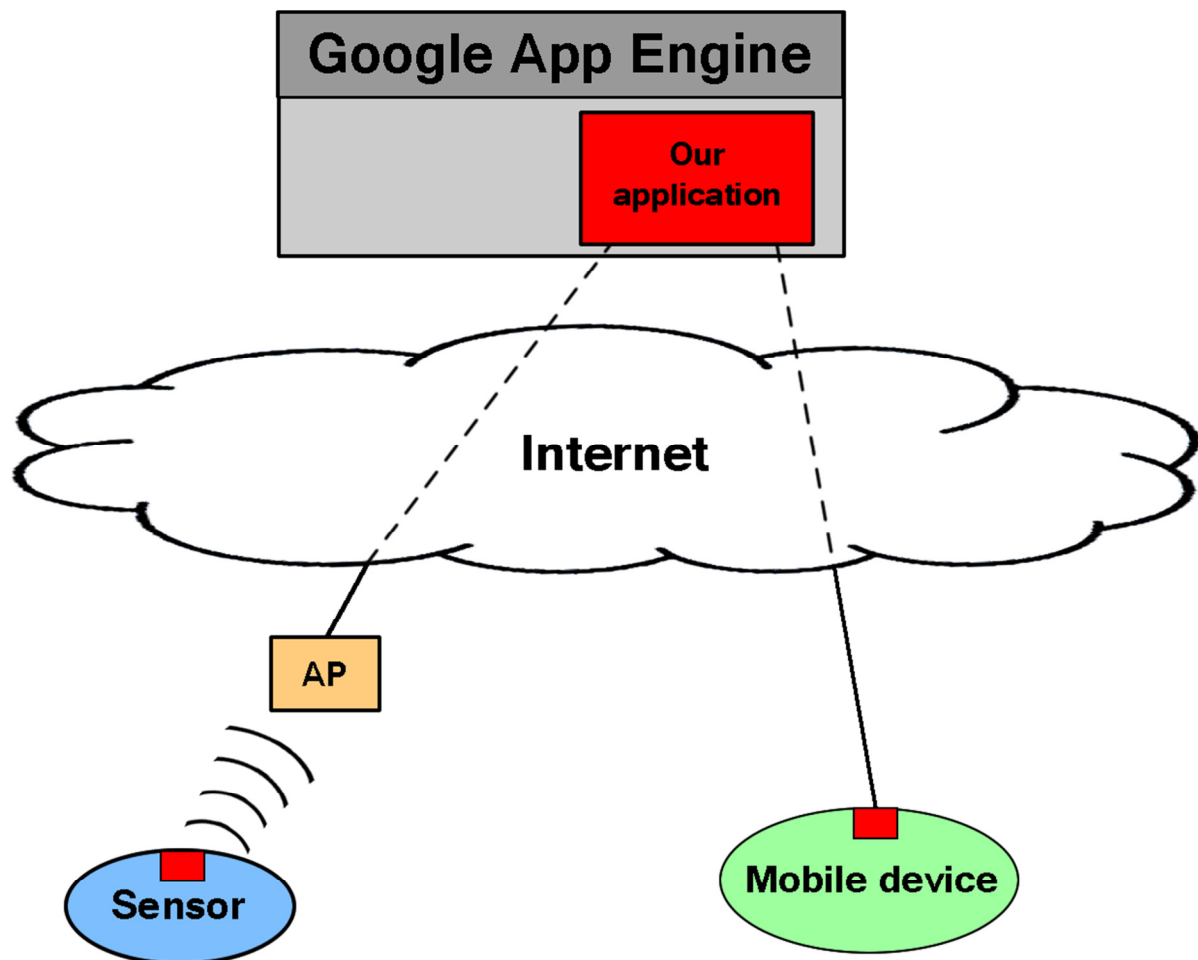 Google App Engine
Our
application
Internet
AP
Sensor
Mobile device